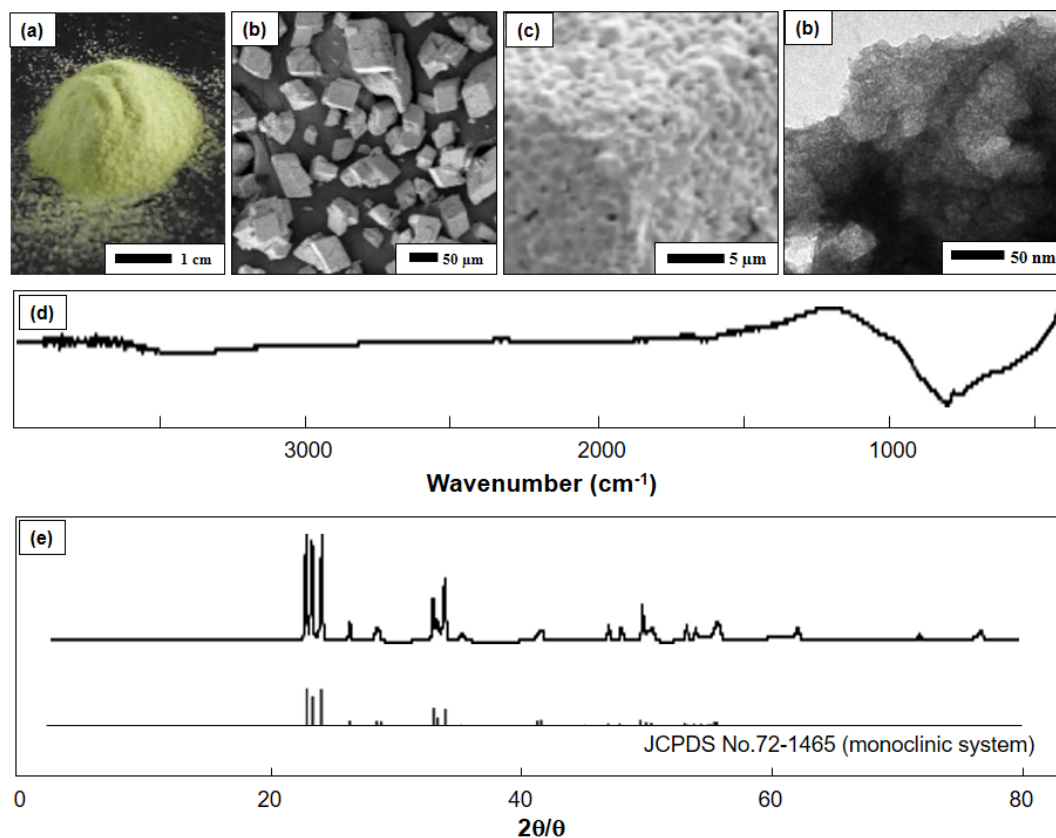 (a)
1 cm
(b)
50 μm
(c)
5 μm
(b)
50 nm
(d)
3000
2000
1000
Wavenumber (cm-1)
(e)
JCPDS No.72-1465 (monoclinic system)
0
20
40
60
80
2θ/θ